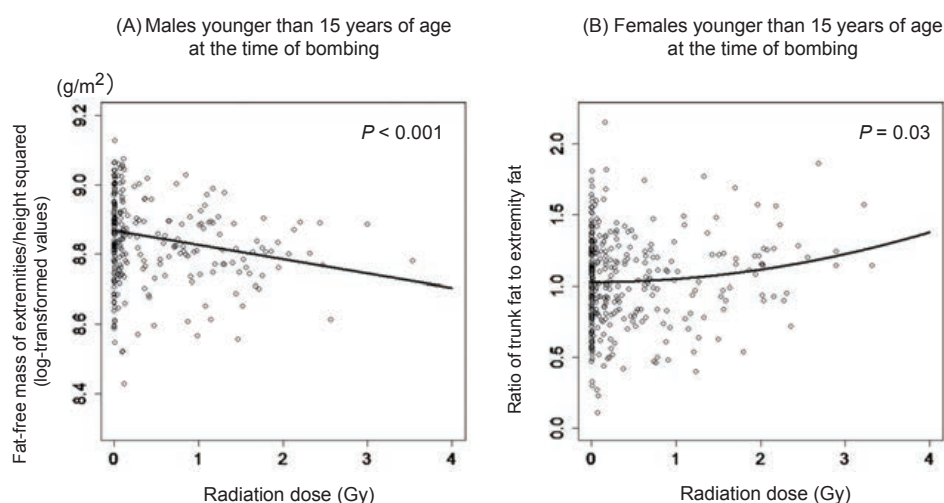 (A) Males younger than 15 years of age
at the time of bombing
(g/m²)
9.2
9.0
8.8
8.6
8.4
Fat-free mass of extremities/height squared
(log-transformed values)
P < 0.001
0 1 2 3 4
Radiation dose (Gy)
(B) Females younger than 15 years of age
at the time of bombing
2.0
1.5
1.0
0.5
0.0
Ratio of trunk fat to extremity fat
P = 0.03
0 1 2 3 4
Radiation dose (Gy)